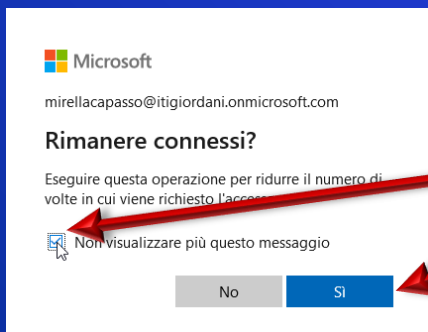 Microsoft
mirellacapasso@itigiordani.onmicrosoft.com
Rimanere connessi?
Eseguire questa operazione per ridurre il numero di
volte in cui viene richiesto
Non visualizzare più questo messaggio
No
Sì